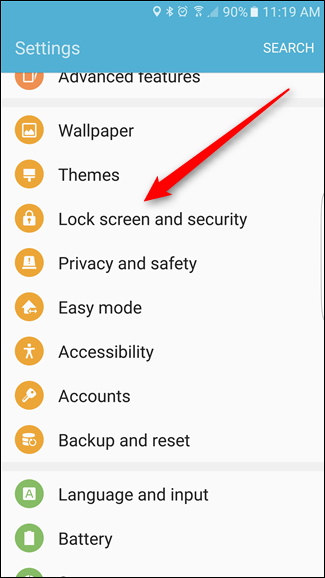 90% 11:19 AM
Settings SEARCH
Advanced features
Wallpaper
Themes
Lock screen and security
Privacy and safety
Easy mode
Accessibility
Accounts
Backup and reset
A Language and input
Battery